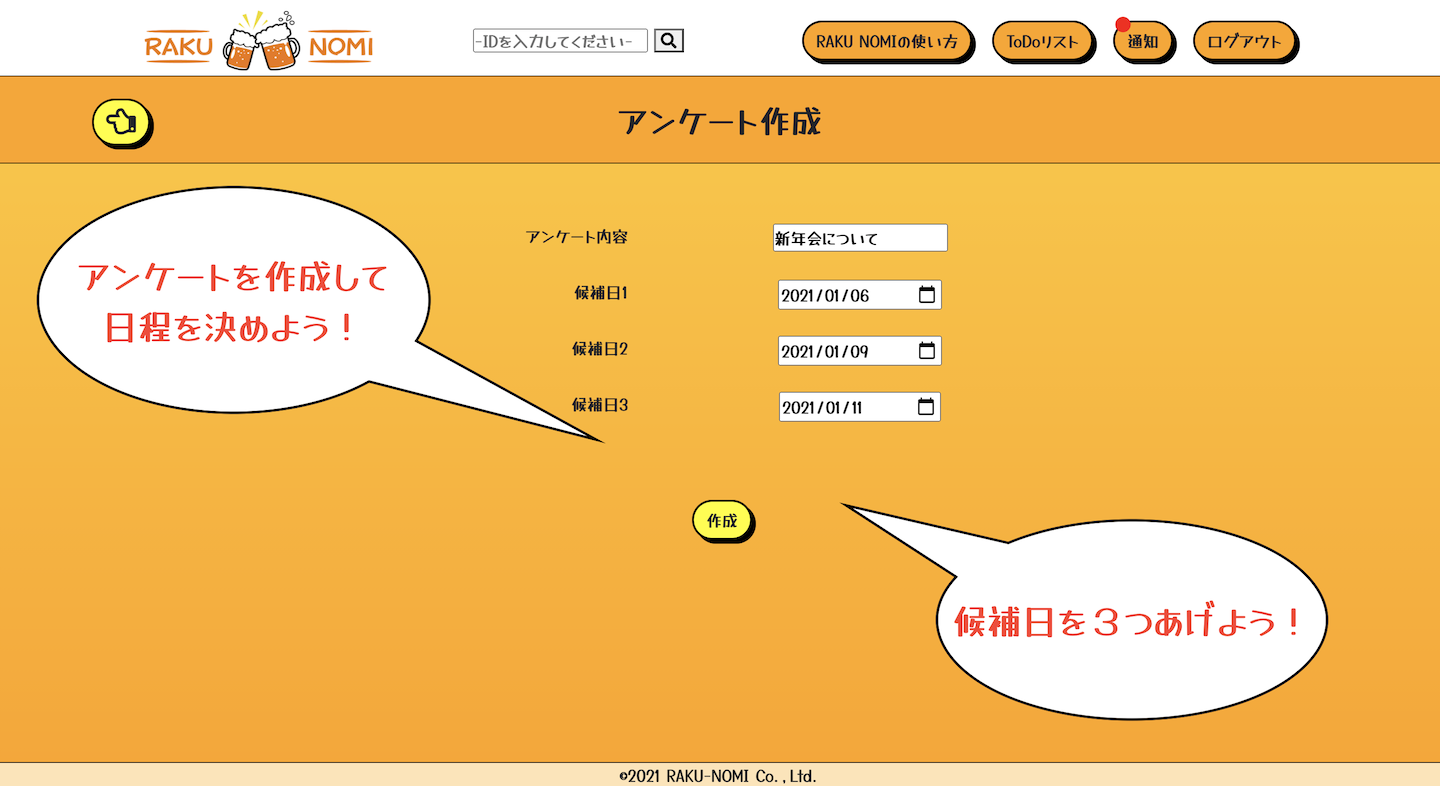 RAKU NOMI
-IDを入力してください-
RAKU NOMIの使い方
ToDoリスト
通知
ログアウト
アンケート作成
アンケートを作成して
日程を決めよう！
アンケート内容
新年会について
候補日1
2021/01/06
候補日2
2021/01/09
候補日3
2021/01/11
作成
候補日を３つあげよう！
©2021 RAKU-NOMI Co.,Ltd.